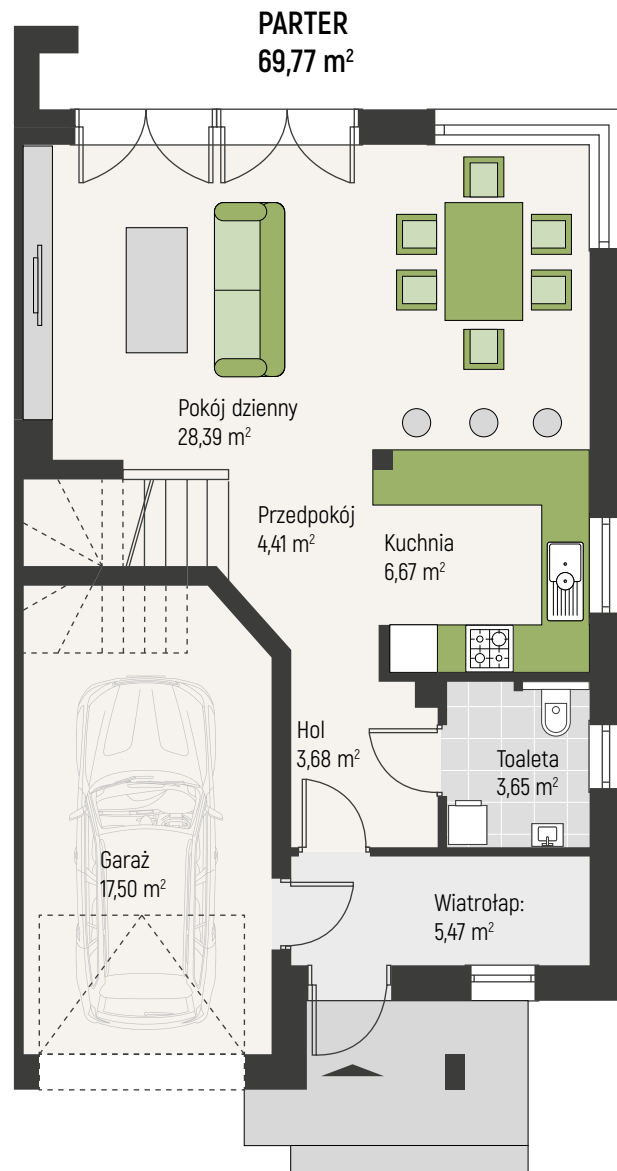 PARTER
69,77 m²
Pokój dzienny
28,39 m²
Przedpokój
4,41 m²
Kuchnia
6,67 m²
Hol
3,68 m²
Toaleta
3,65 m²
Garaż
17,50 m²
Wiatrołap:
5,47 m²